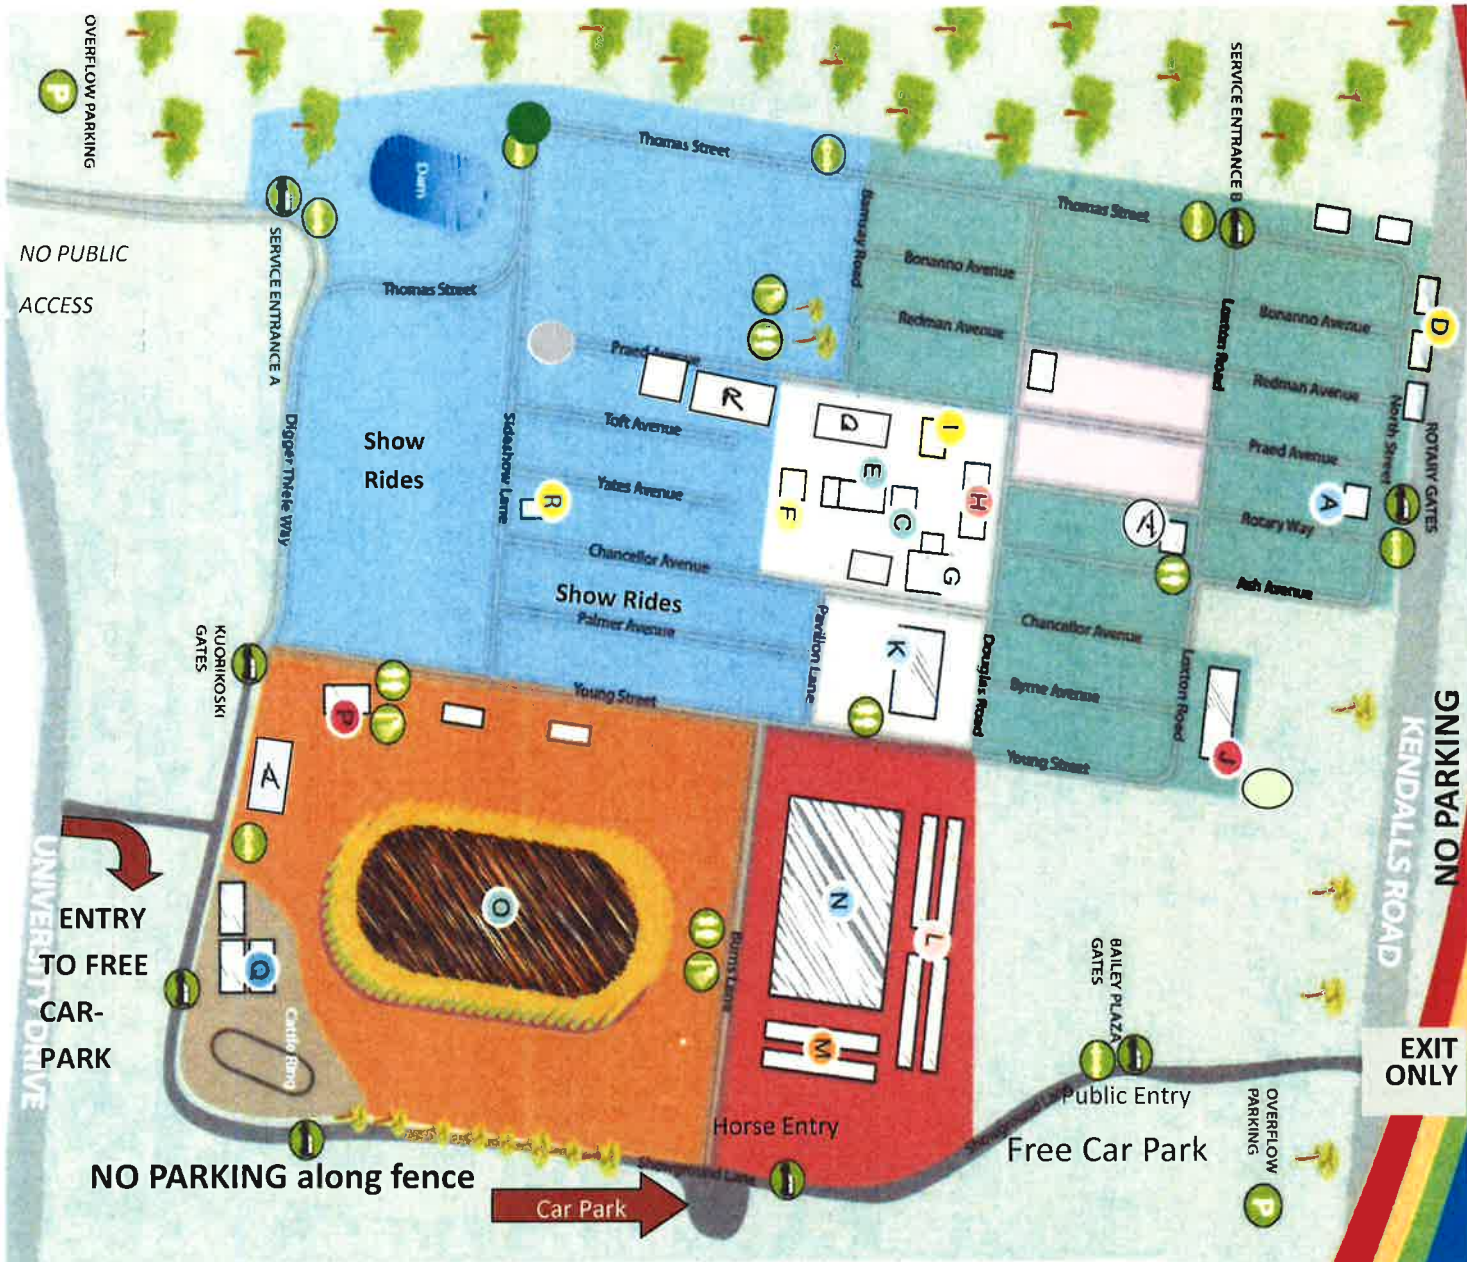 OVERFLOW PARKING
P
SERVICE ENTRANCE B
Thomas Street
Dam
Thomas Street
Ramsay Road
Bonanno Avenue
NO PUBLIC
ACCESS
SERVICE ENTRANCE A
Thomas Street
Redman Avenue
Loxton Road
Bonanno Avenue
D
Praed Avenue
R
Redman Avenue
North Street
ROTARY GATES
Show
Rides
Digger Thiele Way
Sideshow Lane
Toft Avenue
Q
I
E
Praed Avenue
R
Yates Avenue
F
C
H
A
A
Rotary Way
Chancellor Avenue
G
Ash Avenue
Show Rides
Palmer Avenue
Pavilion Lane
K
Chancellor Avenue
Douglas Road
KUORIKOSKI
GATES
Young Street
Byrne Avenue
Loxton Road
P
Young Street
J
KENDALLS ROAD
NO PARKING
UNIVERSITY DRIVE
ENTRY
TO FREE
CAR-
PARK
O
N
L
Q
Burns Lane
BAILEY PLAZA
GATES
Cattle Ring
M
EXIT
ONLY
Public Entry
OVERFLOW
PARKING
Horse Entry
Free Car Park
NO PARKING along fence
Showground Lane
Car Park
P